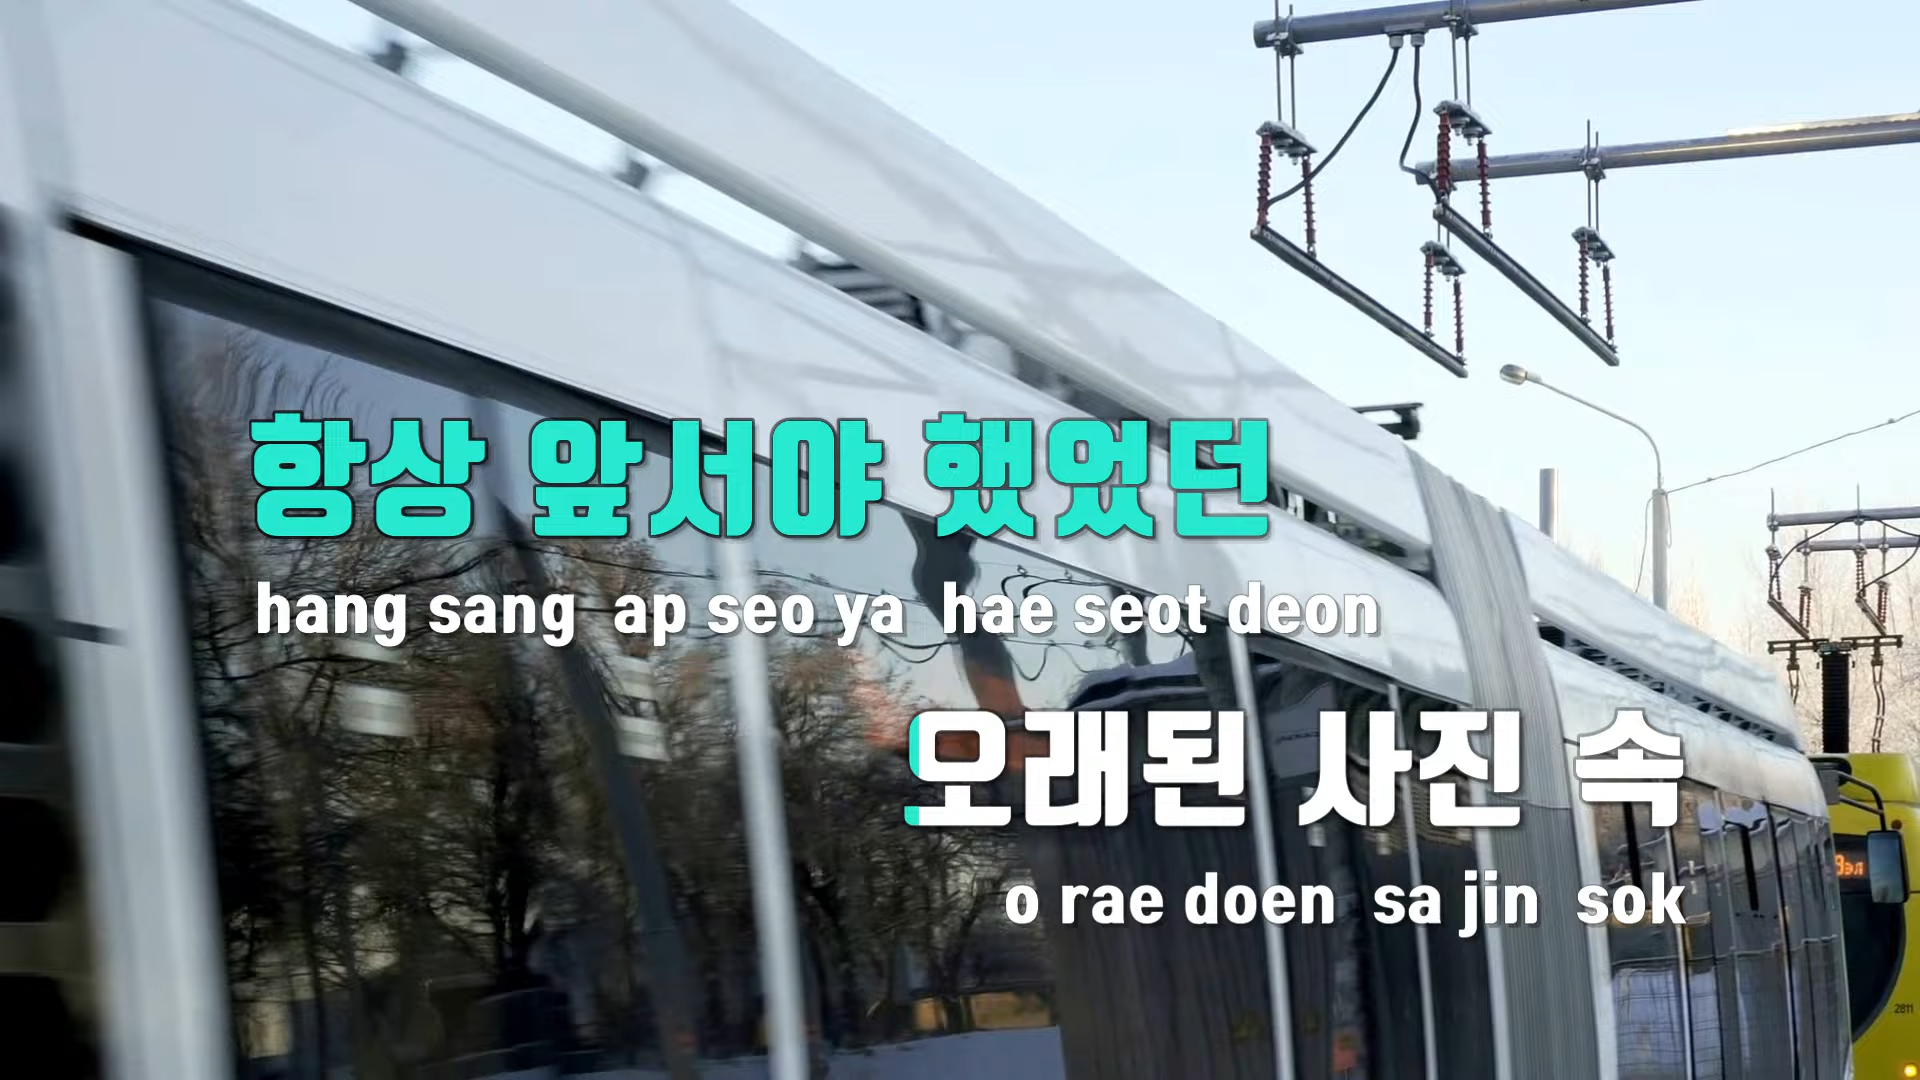 항상 앞서야 했었던
hang sang ap seo ya hae seot deon
오래된 사진 속
o rae doen sa jin sok
2811